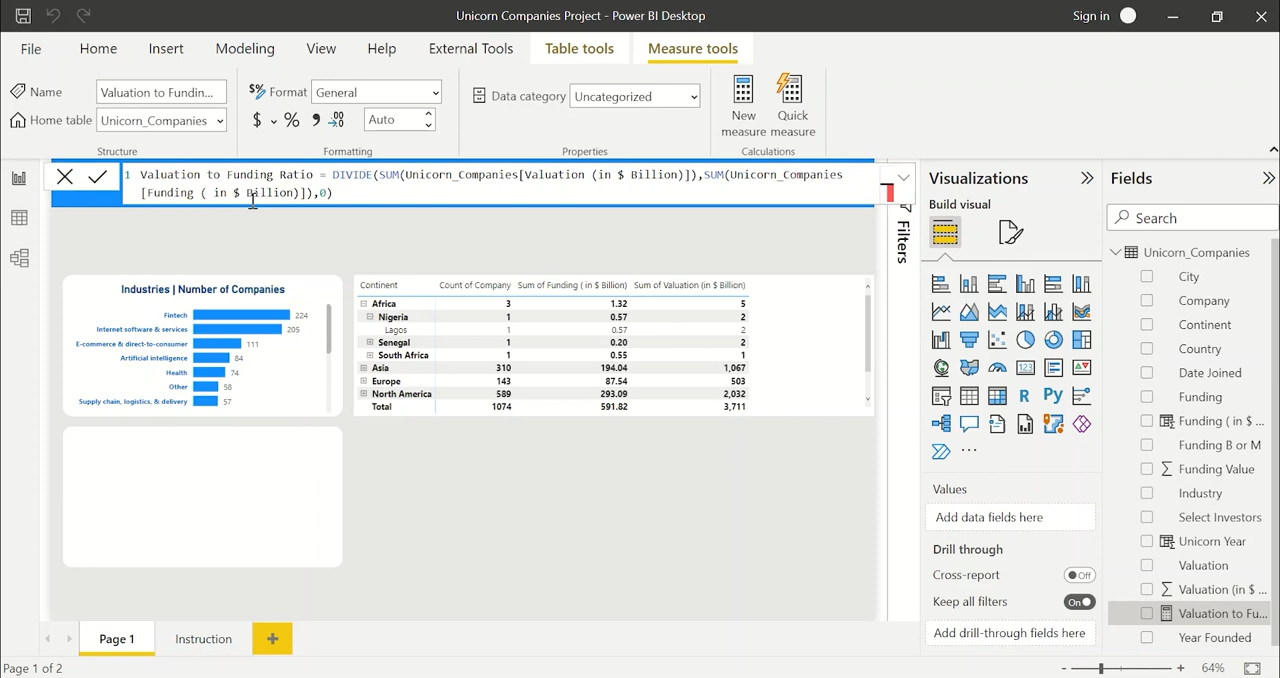 Unicorn Companies Project - Power BI Desktop
Sign in
File
Home
Insert
Modeling
View
Help
External Tools
Table tools
Measure tools
Name
Valuation to Fundin...
Home table
Unicorn_Companies
Structure
Format
General
$
%
Auto
Formatting
Data category
Uncategorized
Properties
New
measure
Quick
measure
Calculations
1 Valuation to Funding Ratio = DIVIDE(SUM(Unicorn_Companies[Valuation (in $ Billion)]),SUM(Unicorn_Companies
[Funding ( in $ Billion)]),0)
Industries | Number of Companies
Fintech 224
Internet software & services 205
E-commerce & direct-to-consumer 111
Artificial intelligence 84
Health 74
Other 58
Supply chain, logistics, & delivery 57
Continent Count of Company Sum of Funding ( in $ Billion) Sum of Valuation (in $ Billion)
Africa 3 1.32 5
Nigeria 1 0.57 2
Lagos 1 0.57 2
Senegal 1 0.20 2
South Africa 1 0.55 1
Asia 310 194.04 1,067
Europe 143 87.54 503
North America 589 293.09 2,032
Total 1074 591.82 3,711
Filters
Visualizations
Build visual
R
Py
...
Values
Add data fields here
Drill through
Cross-report
Off
Keep all filters
On
Add drill-through fields here
Fields
Search
Unicorn_Companies
City
Company
Continent
Country
Date Joined
Funding
Funding ( in $ ...
Funding B or M
Funding Value
Industry
Select Investors
Unicorn Year
Valuation
Valuation (in $ ...
Valuation to Fu...
Year Founded
Page 1
Instruction
Page 1 of 2
64%